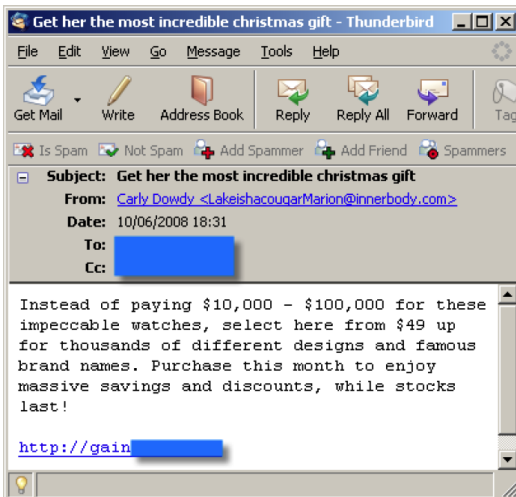 Get her the most incredible christmas gift - Thunderbird
File Edit View Go Message Tools Help
Get Mail Write Address Book Reply Reply All Forward Tag
Is Spam Not Spam Add Spammer Add Friend Spammers
Subject: Get her the most incredible christmas gift
From: Carly Dowdy <LakeishacougarMarion@innerbody.com>
Date: 10/06/2008 18:31
To:
Cc:
Instead of paying $10,000 - $100,000 for these
impeccable watches, select here from $49 up
for thousands of different designs and famous
brand names. Purchase this month to enjoy
massive savings and discounts, while stocks
last!
http://gain